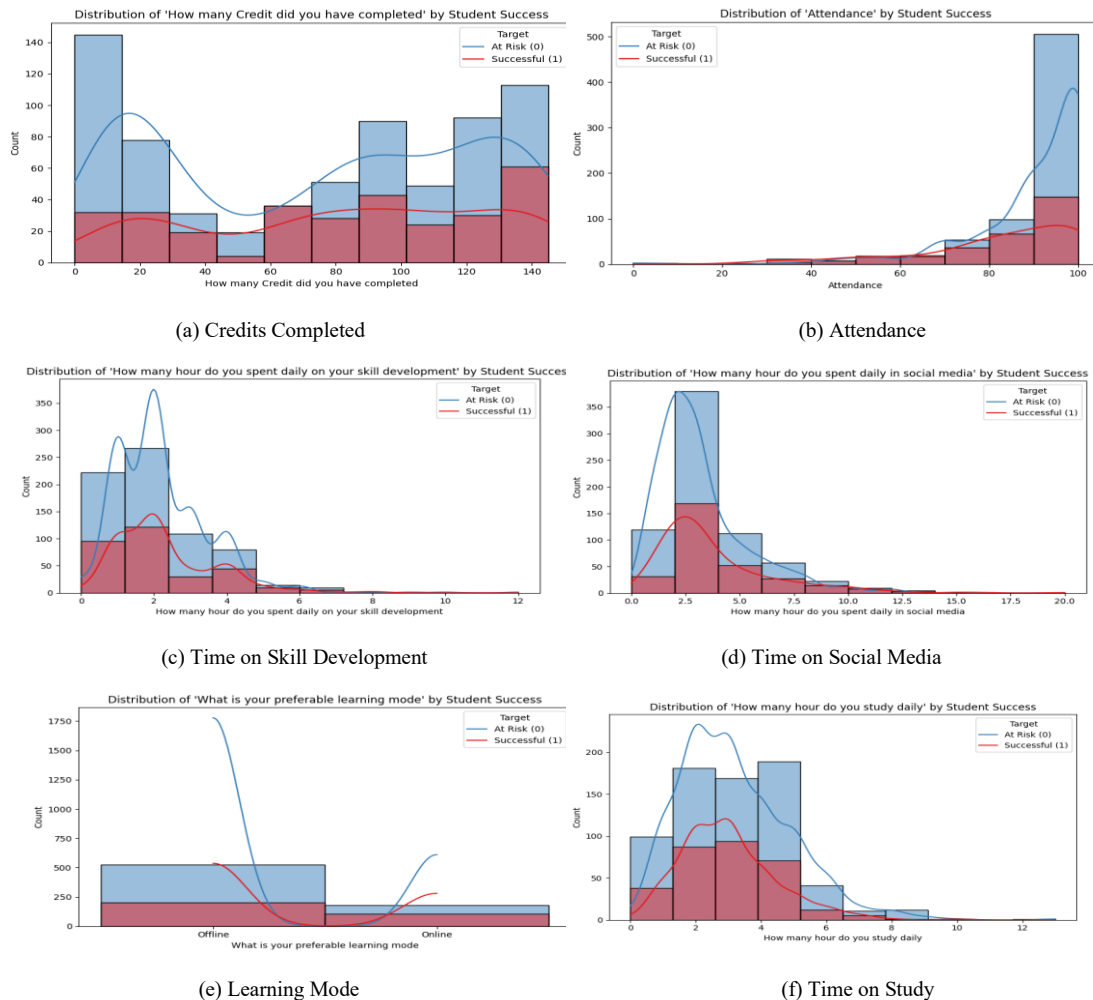 Distribution of 'How many Credit did you have completed' by Student Success
Target
At Risk (0)
Successful (1)
140
120
100
80
60
40
20
0
Count
0 20 40 60 80 100 120 140
How many Credit did you have completed
(a) Credits Completed
Distribution of 'Attendance' by Student Success
Target
At Risk (0)
Successful (1)
500
400
300
200
100
0
Count
0 20 40 60 80 100
Attendance
(b) Attendance
Distribution of 'How many hour do you spent daily on your skill development' by Student Success
Target
At Risk (0)
Successful (1)
350
300
250
200
150
100
50
0
Count
0 2 4 6 8 10 12
How many hour do you spent daily on your skill development
(c) Time on Skill Development
Distribution of 'How many hour do you spent daily in social media' by Student Success
Target
At Risk (0)
Successful (1)
350
300
250
200
150
100
50
0
Count
0.0 2.5 5.0 7.5 10.0 12.5 15.0 17.5 20.0
How many hour do you spent daily in social media
(d) Time on Social Media
Distribution of 'What is your preferable learning mode' by Student Success
Target
At Risk (0)
Successful (1)
1750
1500
1250
1000
750
500
250
0
Count
Offline Online
What is your preferable learning mode
(e) Learning Mode
Distribution of 'How many hour do you study daily' by Student Success
Target
At Risk (0)
Successful (1)
200
150
100
50
0
Count
0 2 4 6 8 10 12
How many hour do you study daily
(f) Time on Study